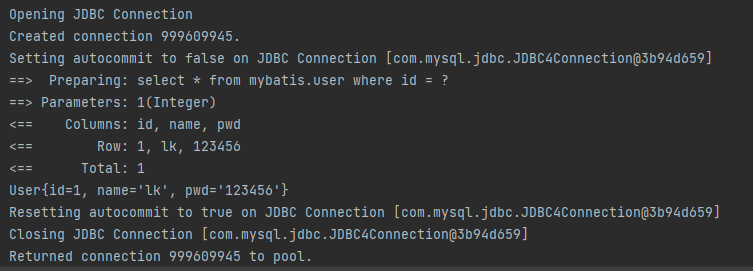 Opening JDBC Connection
Created connection 999609945.
Setting autocommit to false on JDBC Connection [com.mysql.jdbc.JDBC4Connection@3b94d659]
==>  Preparing: select * from mybatis.user where id = ?
==> Parameters: 1(Integer)
<==    Columns: id, name, pwd
<==        Row: 1, lk, 123456
<==      Total: 1
User{id=1, name='lk', pwd='123456'}
Resetting autocommit to true on JDBC Connection [com.mysql.jdbc.JDBC4Connection@3b94d659]
Closing JDBC Connection [com.mysql.jdbc.JDBC4Connection@3b94d659]
Returned connection 999609945 to pool.